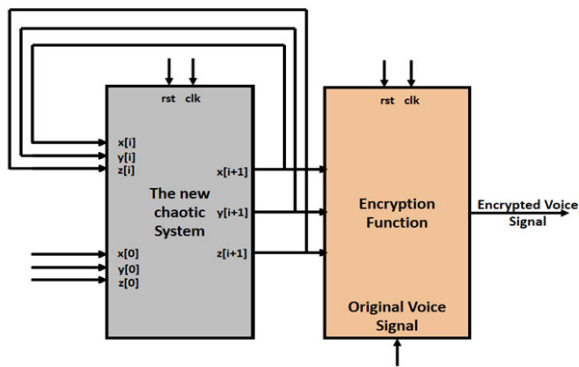 rst clk
rst clk
x[i]
y[i]
z[i]
x[i+1]
The new
chaotic
System
y[i+1]
z[i+1]
x[0]
y[0]
z[0]
Encryption
Function
Original Voice
Signal
Encrypted Voice
Signal